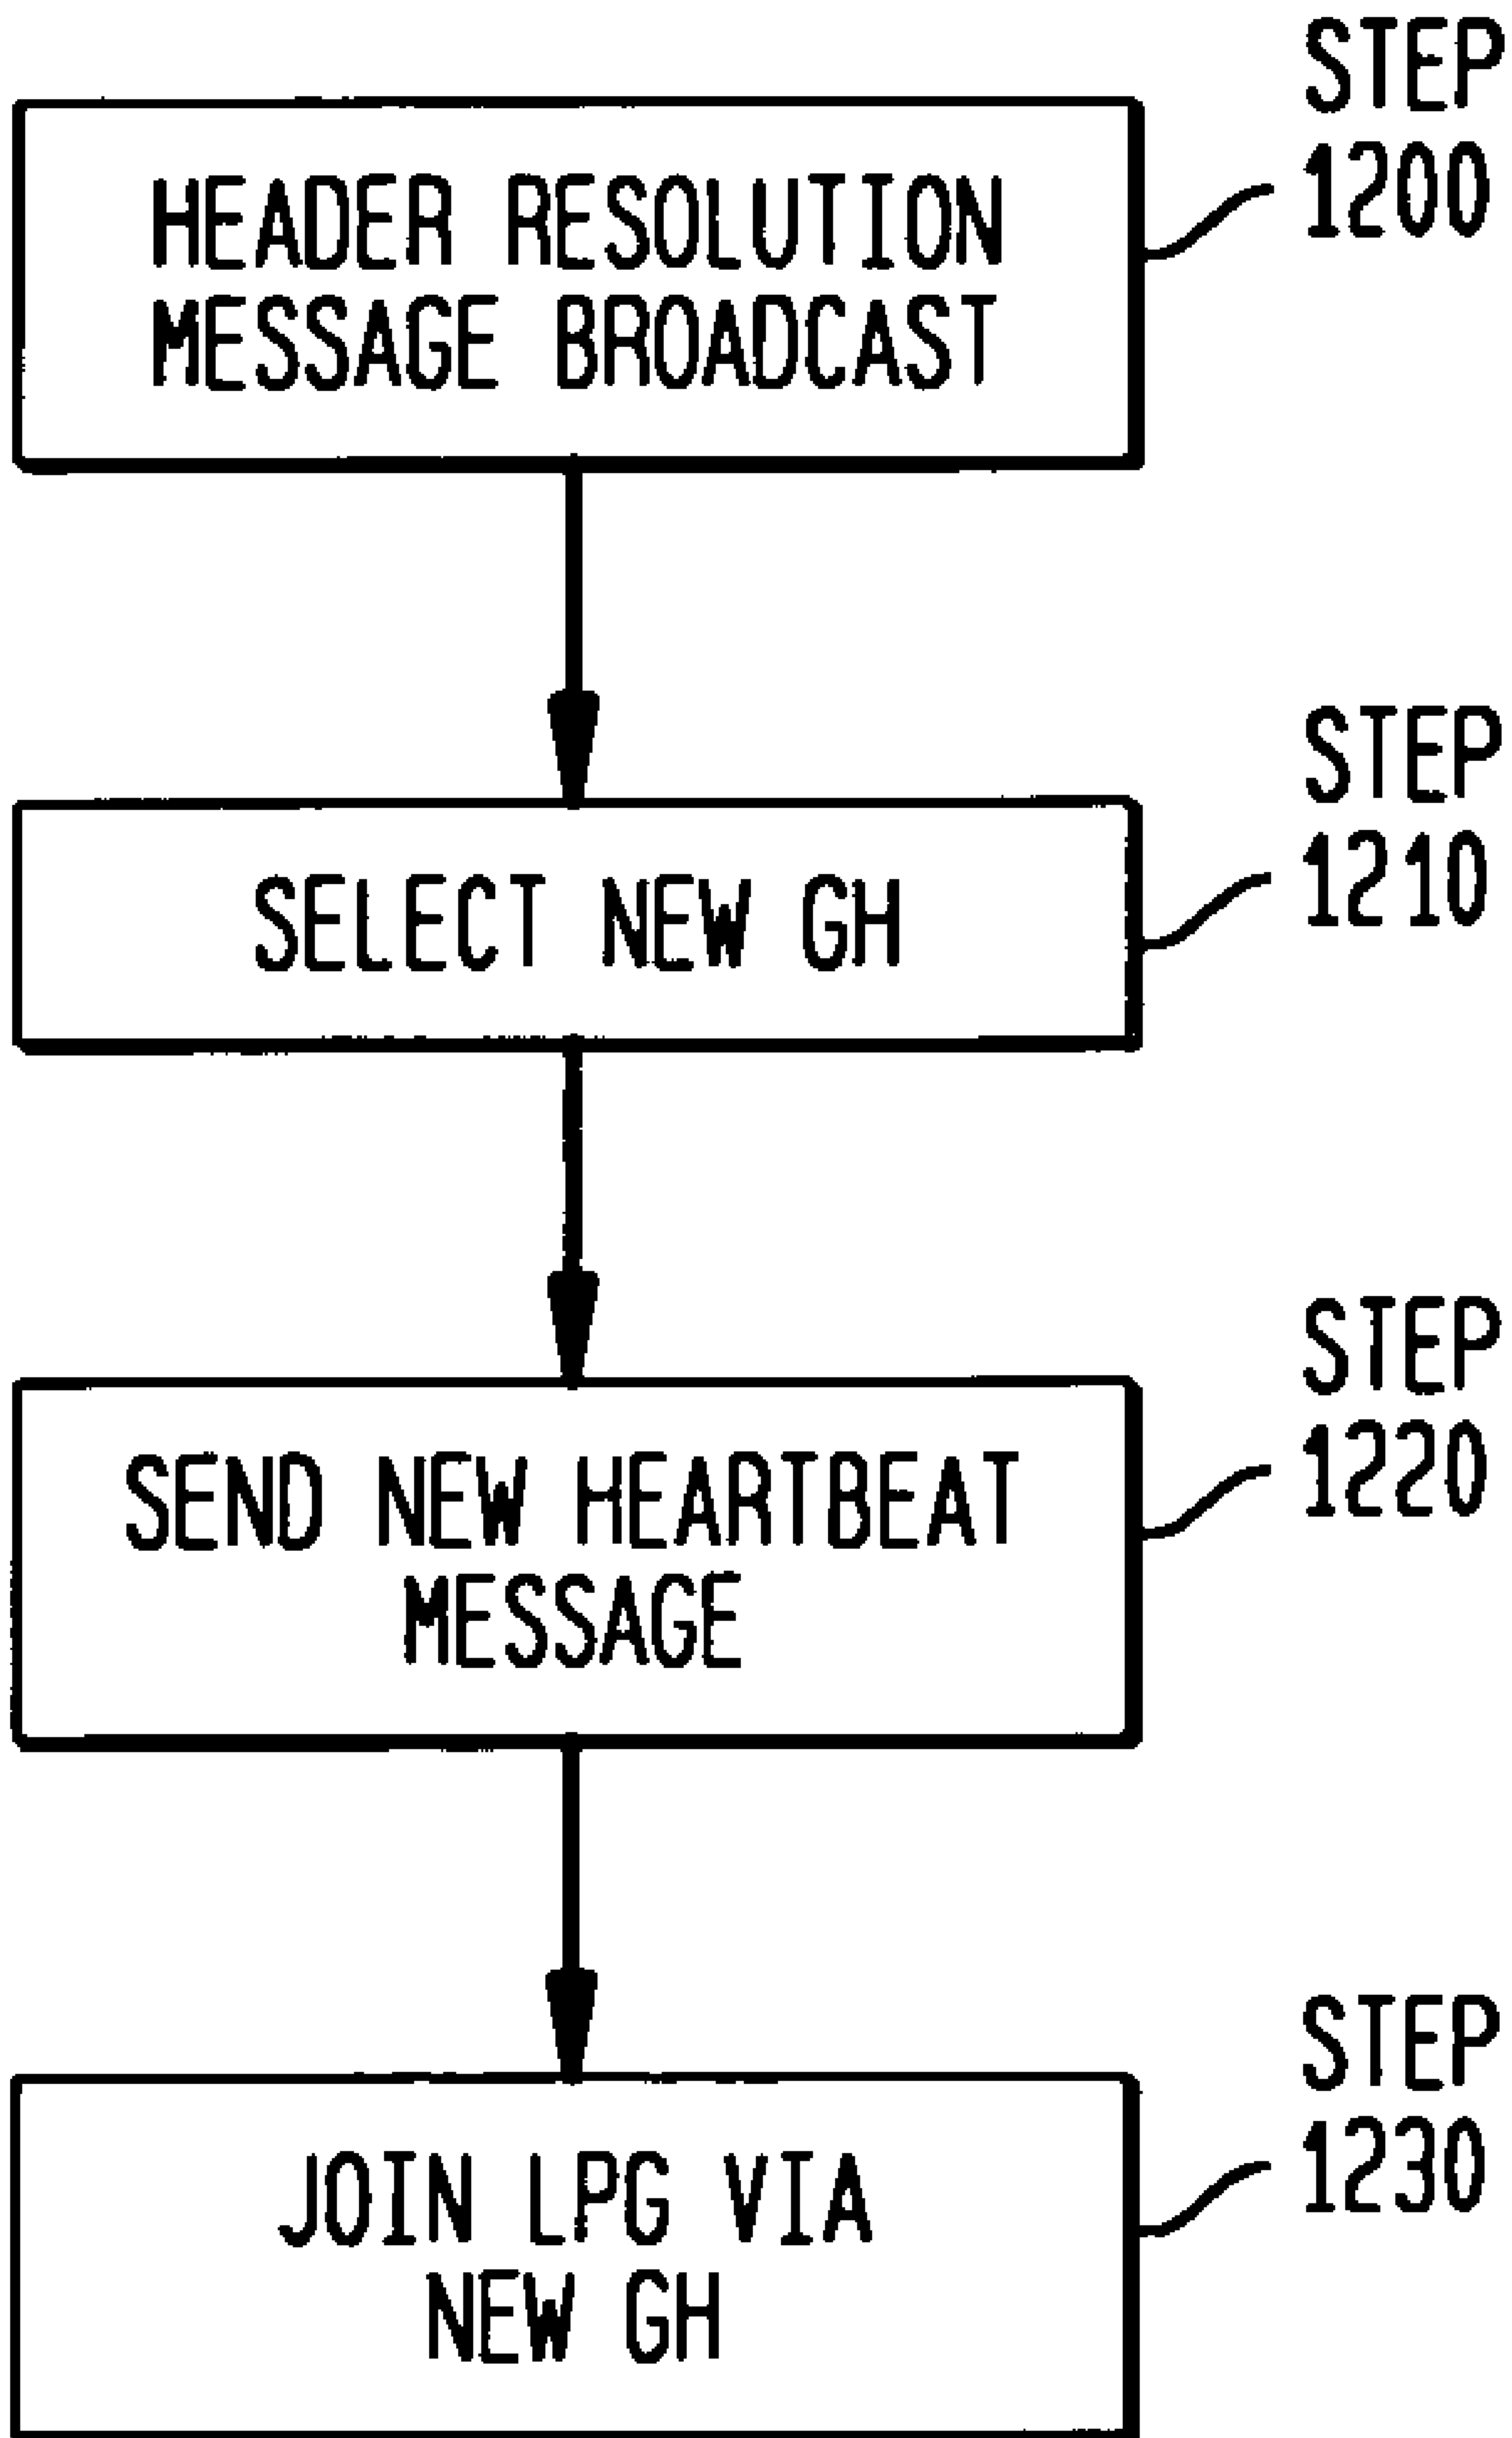 STEP
1200
HEADER RESOLUTION
MESSAGE BROADCAST
STEP
1210
SELECT NEW GH
STEP
1220
SEND NEW HEARTBEAT
MESSAGE
STEP
1230
JOIN LPG VIA
NEW GH